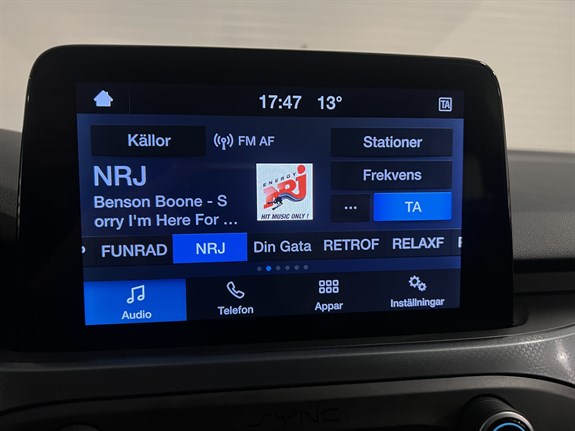 17:47 13° TA
Källor FM AF Stationer
NRJ
Frekvens
Benson Boone - S
orry I'm Here For ...
ENERGY
NRJ
HIT MUSIC ONLY!
... TA
P FUNRAD NRJ Din Gata RETROF RELAXF
Audio Telefon Appar Inställningar
SYNC